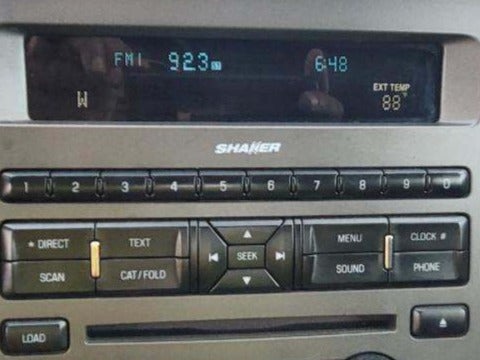 FM1 92.3 6:48
W EXT TEMP
88°
SHAKER
1 2 3 4 5 6 7 8 9 0
* DIRECT TEXT MENU CLOCK #
SEEK
SCAN CAT/FOLD SOUND PHONE
LOAD